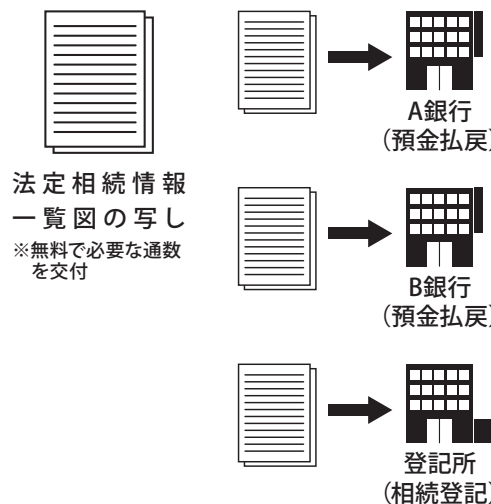 法定相続情報
一覧図の写し
※無料で必要な通数
を交付
A銀行
(預金払戻)
B銀行
(預金払戻)
登記所
(相続登記)